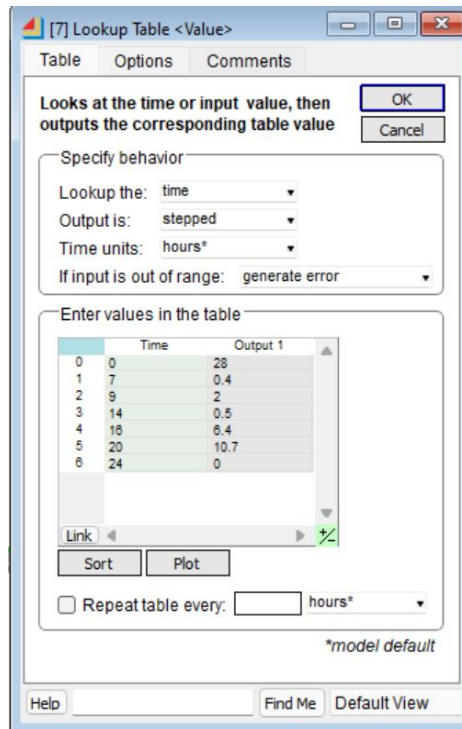 [7] Lookup Table <Value>
Table Options Comments
Looks at the time or input value, then
outputs the corresponding table value
OK
Cancel
Specify behavior
Lookup the: time
Output is: stepped
Time units: hours*
If input is out of range: generate error
Enter values in the table
Time Output 1
0 0 28
1 7 0.4
2 9 2
3 14 0.5
4 16 6.4
5 20 10.7
6 24 0
Link
Sort Plot
Repeat table every: hours*
*model default
Help Find Me Default View